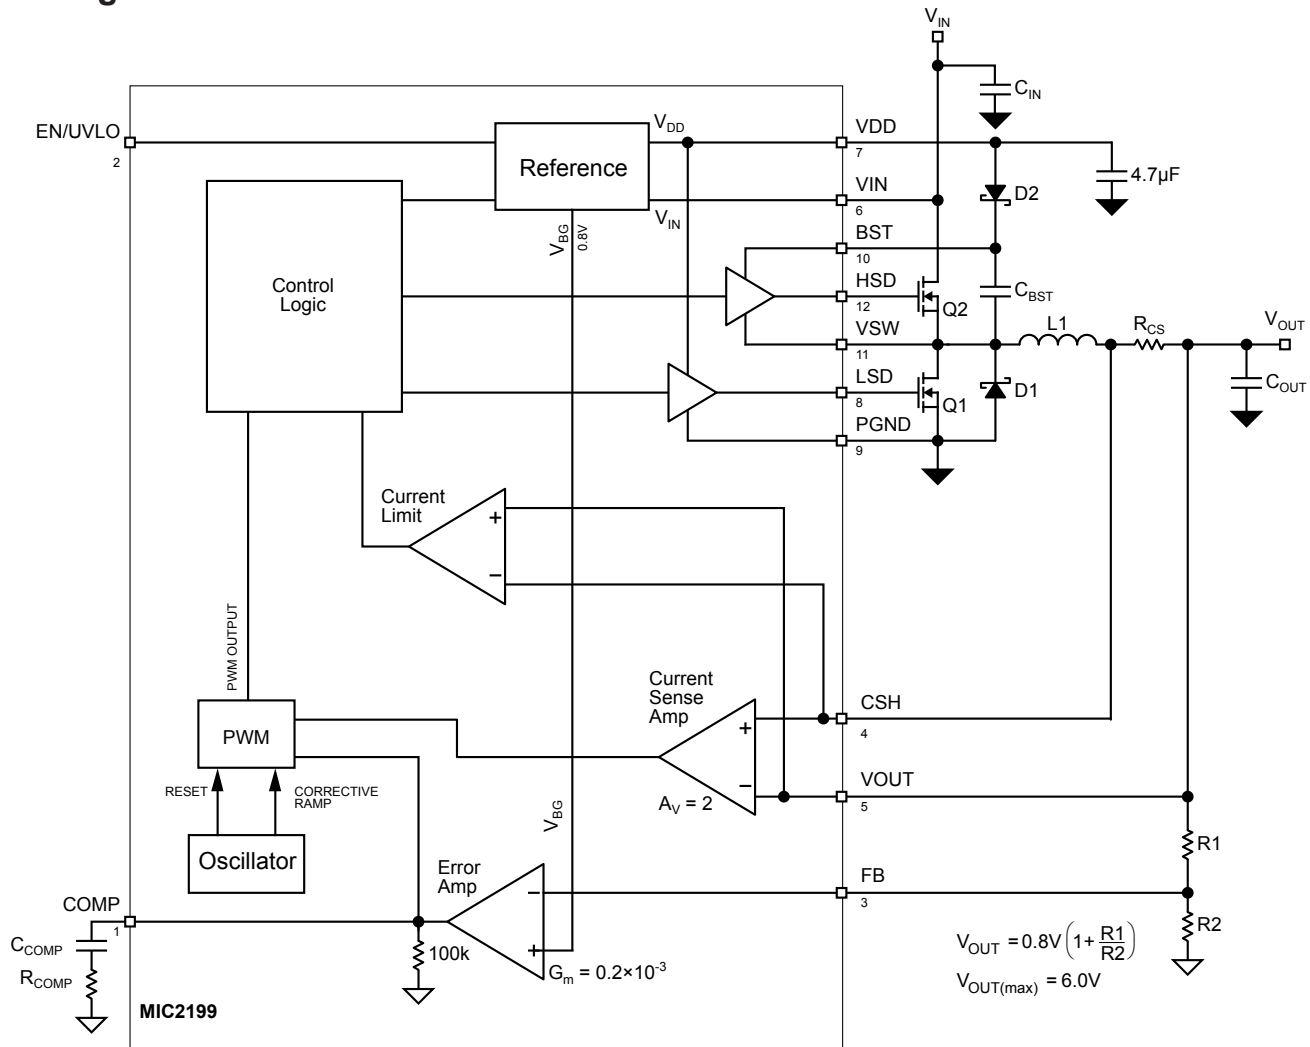 V_IN
C_IN
EN/UVLO
2
V_DD
VDD
7
Reference
4.7µF
D2
VIN
6
V_IN
V_BG
0.8V
BST
10
Control
Logic
HSD
12
C_BST
Q2
VSW
11
L1
R_CS
V_OUT
LSD
8
Q1
D1
C_OUT
PGND
9
Current
Limit
+
−
PWM OUTPUT
Current
Sense
Amp
+
−
A_V = 2
CSH
4
PWM
RESET
CORRECTIVE
RAMP
VOUT
5
V_BG
R1
Oscillator
Error
Amp
−
+
FB
3
COMP
1
R2
C_COMP
100k
G_m = 0.2×10^-3
V_OUT = 0.8V(1+R1/R2)
R_COMP
V_OUT(max) = 6.0V
MIC2199